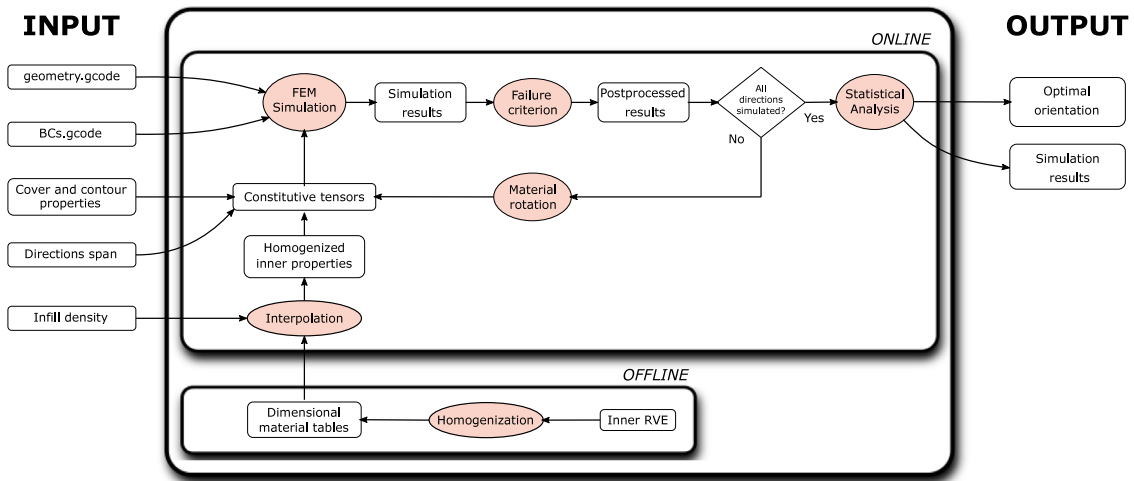 INPUT
OUTPUT
ONLINE
geometry.gcode
BCs.gcode
Cover and contour
properties
Directions span
Infill density
FEM
Simulation
Simulation
results
Failure
criterion
Postprocessed
results
All
directions
simulated?
Yes
No
Statistical
Analysis
Optimal
orientation
Simulation
results
Constitutive tensors
Material
rotation
Homogenized
inner properties
Interpolation
OFFLINE
Dimensional
material tables
Homogenization
Inner RVE